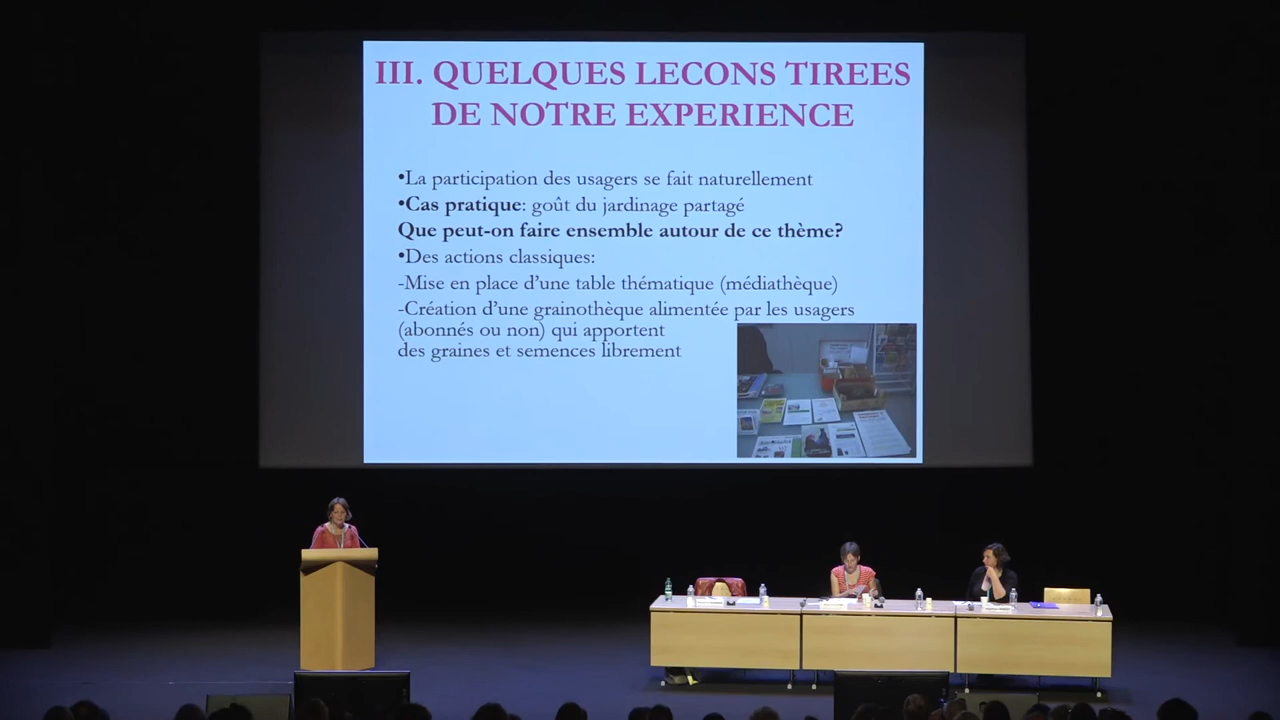 III. QUELQUES LECONS TIREES
DE NOTRE EXPERIENCE
•La participation des usagers se fait naturellement
•Cas pratique: goût du jardinage partagé
Que peut-on faire ensemble autour de ce thème?
•Des actions classiques:
-Mise en place d’une table thématique (médiathèque)
-Création d’une grainothèque alimentée par les usagers
(abonnés ou non) qui apportent
des graines et semences librement